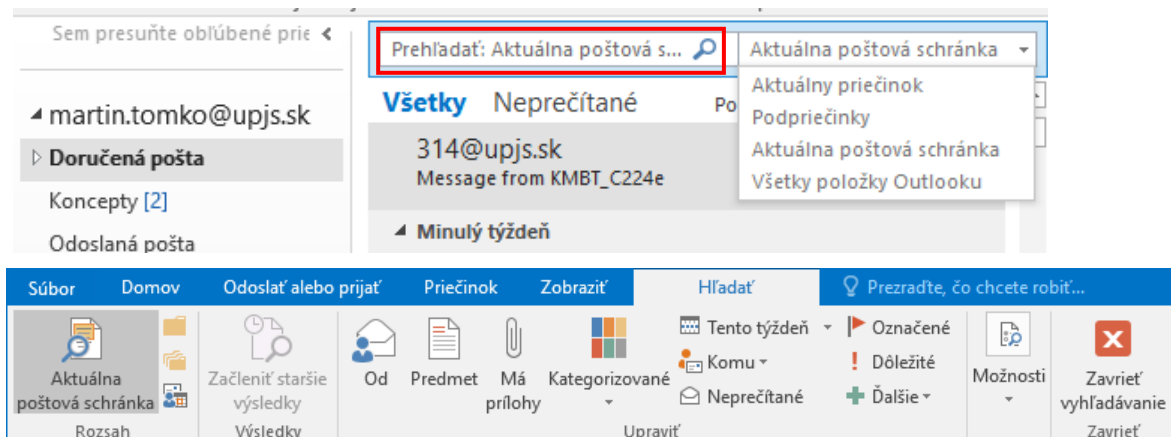 Sem presuňte obľúbené prie
Prehľadať: Aktuálna poštová s...
Aktuálna poštová schránka
martin.tomko@upjs.sk
Všetky Neprečítané Po
Aktuálny priečinok
Podpriečinky
Aktuálna poštová schránka
Všetky položky Outlooku
Doručená pošta
314@upjs.sk
Message from KMBT_C224e
Koncepty [2]
Minulý týždeň
Odoslaná pošta
Súbor Domov Odoslať alebo prijať Priečinok Zobraziť Hľadať Prezraďte, čo chcete robiť...
Aktuálna
poštová schránka
Rozsah
Začleniť staršie
výsledky
Výsledky
Od
Predmet
Má
prílohy
Kategorizované
Tento týždeň
Komu
Neprečítané
Označené
Dôležité
Ďalšie
Upraviť
Možnosti
Zavrieť
vyhľadávanie
Zavrieť